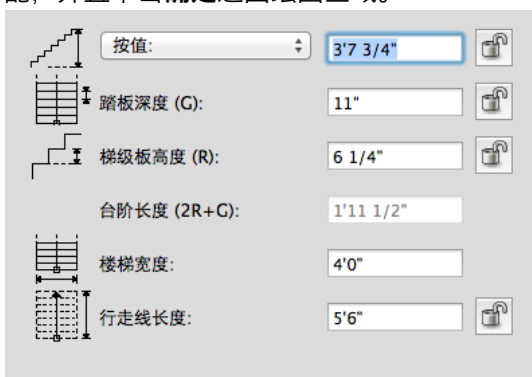 按值: 3'7 3/4"
踏板深度 (G): 11"
梯级板高度 (R): 6 1/4"
台阶长度 (2R+G): 1'11 1/2"
楼梯宽度: 4'0"
行走线长度: 5'6"